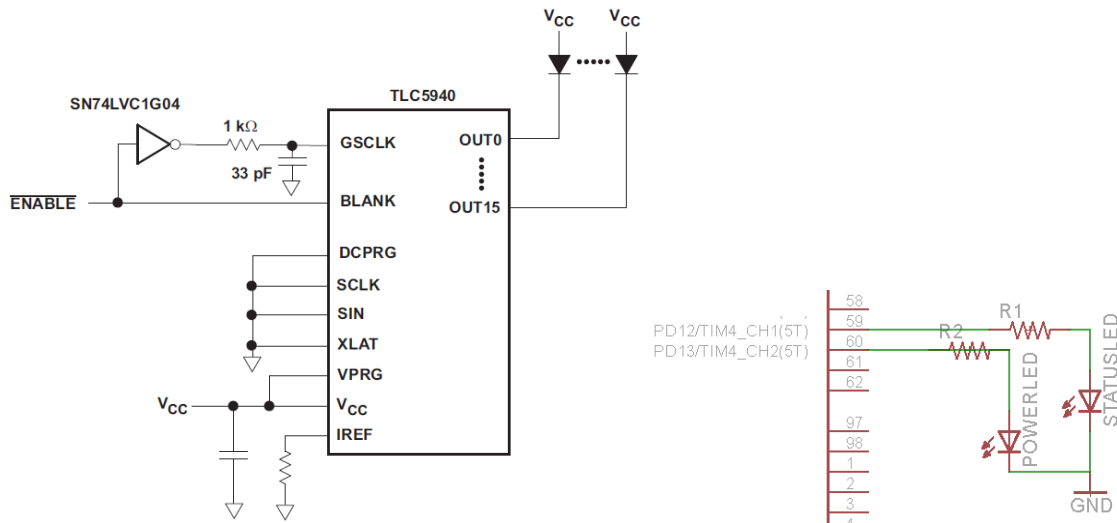 VCC VCC
TLC5940
SN74LVC1G04
1 kΩ
33 pF
GSCLK
OUT0
ENABLE
BLANK
OUT15
DCPRG
SCLK
SIN
XLAT
VPRG
VCC
VCC
IREF
58
PD12/TIM4_CH1(5T) 59
R1
PD13/TIM4_CH2(5T) 60
R2
61
62
97
98
1
2
3
POWERLED
STATUSLED
GND